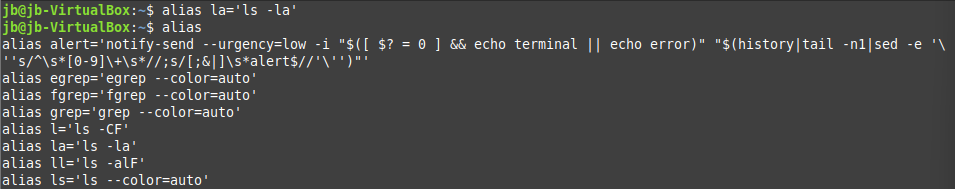 jb@jb-VirtualBox:~$ alias la='ls -la'
jb@jb-VirtualBox:~$ alias
alias alert='notify-send --urgency=low -i "$([ $? = 0 ] && echo terminal || echo error)" "$(history|tail -n1|sed -e '\
''s/^\s*[0-9]\+\s*//;s/[;&|]\s*alert$//'\'')"'
alias egrep='egrep --color=auto'
alias fgrep='fgrep --color=auto'
alias grep='grep --color=auto'
alias l='ls -CF'
alias la='ls -la'
alias ll='ls -alF'
alias ls='ls --color=auto'